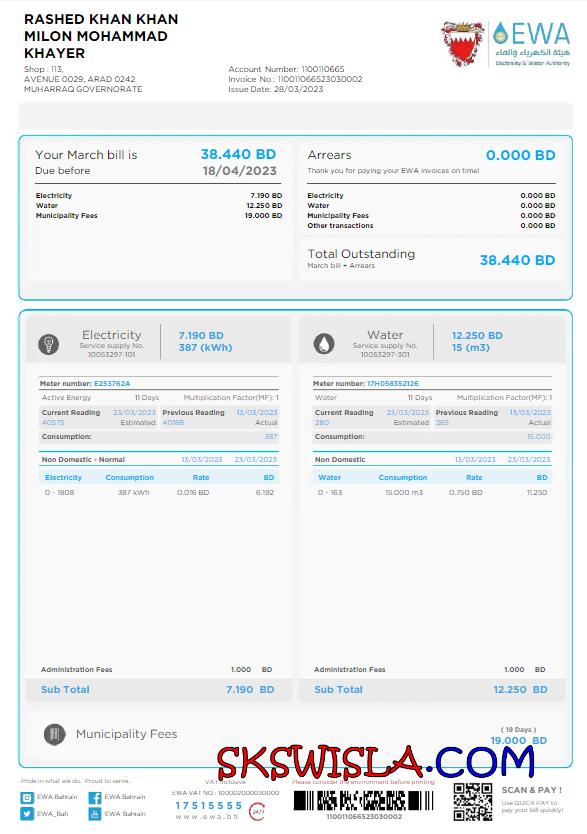 RASHED KHAN KHAN
MILON MOHAMMAD
KHAYER
Shop : 113,
AVENUE 0029, ARAD 0242
MUHARRAQ GOVERNORATE
Account Number: 1100110665
Invoice No.: 11001106652303002
Issue Date: 28/03/2023
EWA
هيئة الكهرباء والماء
Electricity & Water Authority
Your March bill is 38.440 BD
Due before 18/04/2023
Electricity 7.190 BD
Water 12.250 BD
Municipality Fees 19.000 BD
Arrears 0.000 BD
Thank you for paying your EWA invoices on time!
Electricity 0.000 BD
Water 0.000 BD
Municipality Fees 0.000 BD
Other transactions 0.000 BD
Total Outstanding 38.440 BD
March bill + Arrears
Electricity
Service supply No.
10053297-101
7.190 BD
387 (kWh)
Meter number: E253762A
Active Energy 11 Days Multiplication Factor(MF): 1
Current Reading 23/03/2023 Previous Reading 13/03/2023
40575 Estimated 40188 Actual
Consumption: 387
Non Domestic - Normal 13/03/2023 23/03/2023
Electricity Consumption Rate BD
0 - 1808 387 kWh 0.016 BD 6.192
Administration Fees 1.000 BD
Sub Total 7.190 BD
Water
Service supply No.
10053297-301
12.250 BD
15 (m3)
Meter number: 17H058352126
Water 11 Days Multiplication Factor(MF): 1
Current Reading 23/03/2023 Previous Reading 13/03/2023
280 Estimated 265 Actual
Consumption: 15.000
Non Domestic 13/03/2023 23/03/2023
Water Consumption Rate BD
0 - 163 15.000 m3 0.750 BD 11.250
Administration Fees 1.000 BD
Sub Total 12.250 BD
Municipality Fees
( 19 Days )
19.000 BD
SKSWISLA.COM
Pride in what we do.. Proud to serve..
EWA.Bahrain
EWA.Bahrain
EWA_Bah
EWA.Bahrain
VAT Inclusive
EWA VAT NO.: 100002000030000
17515555
24/7
www.ewa.bh
Please consider the environment before printing
11001106652303002
SCAN & PAY !
Use QUICK PAY to
pay your bill quickly!